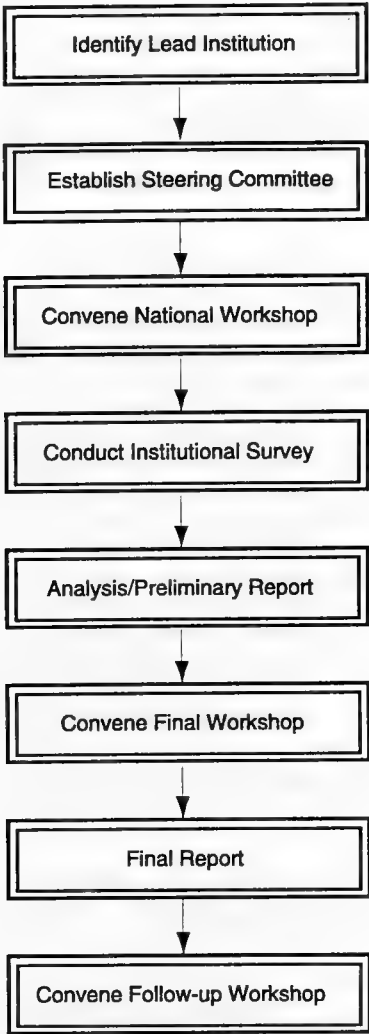 Identify Lead Institution
Establish Steering Committee
Convene National Workshop
Conduct Institutional Survey
Analysis/Preliminary Report
Convene Final Workshop
Final Report
Convene Follow-up Workshop